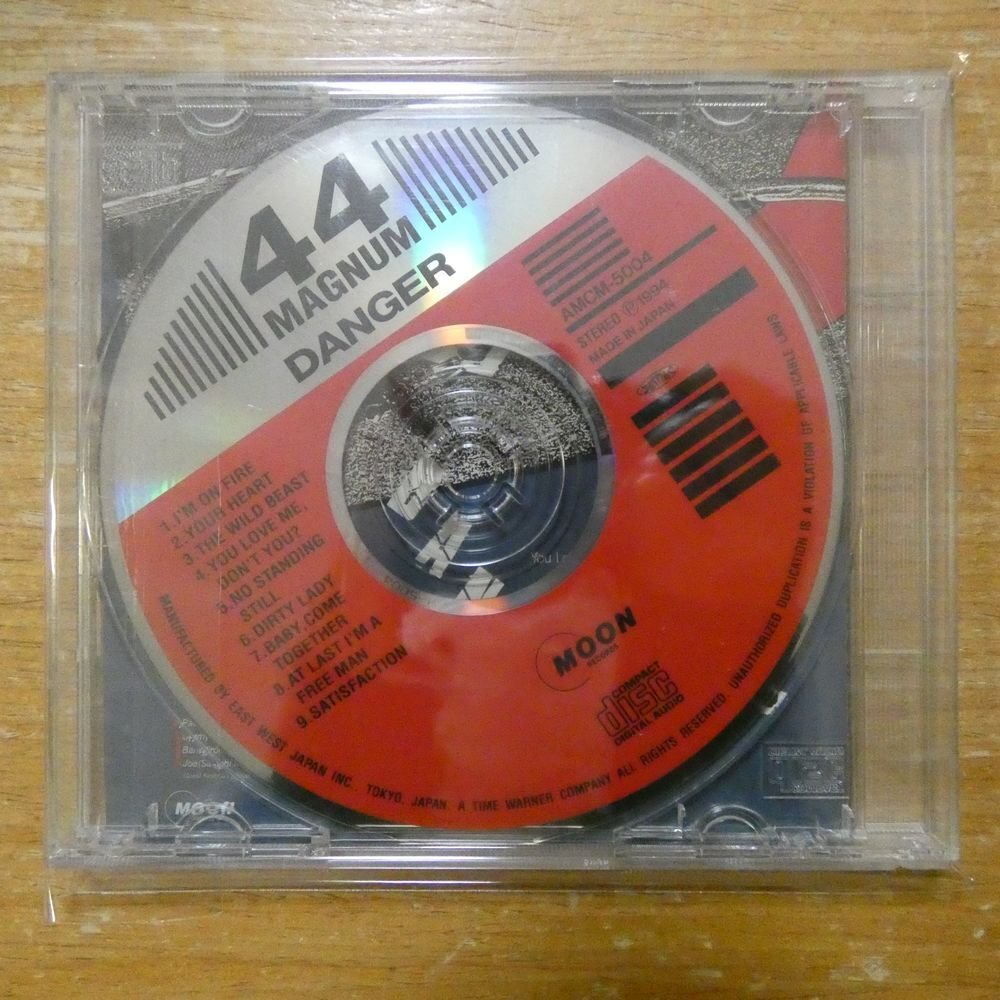 44
MAGNUM
DANGER
AMCM-5004
STEREO Ⓟ1994
MADE IN JAPAN
1.I'M ON FIRE
2.YOUR HEART
3.THE WILD BEAST
4.YOU LOVE ME,
DON'T YOU?
5.NO STANDING
STILL
6.DIRTY LADY
7.BABY,COME
TOGETHER
8.AT LAST I'M A
FREE MAN
9.SATISFACTION
MOON
RECORDS
COMPACT
disc
DIGITAL AUDIO
MANUFACTURED BY EAST WEST JAPAN INC., TOKYO, JAPAN. A TIME WARNER COMPANY ALL RIGHTS RESERVED. UNAUTHORIZED DUPLICATION IS A VIOLATION OF APPLICABLE LAWS